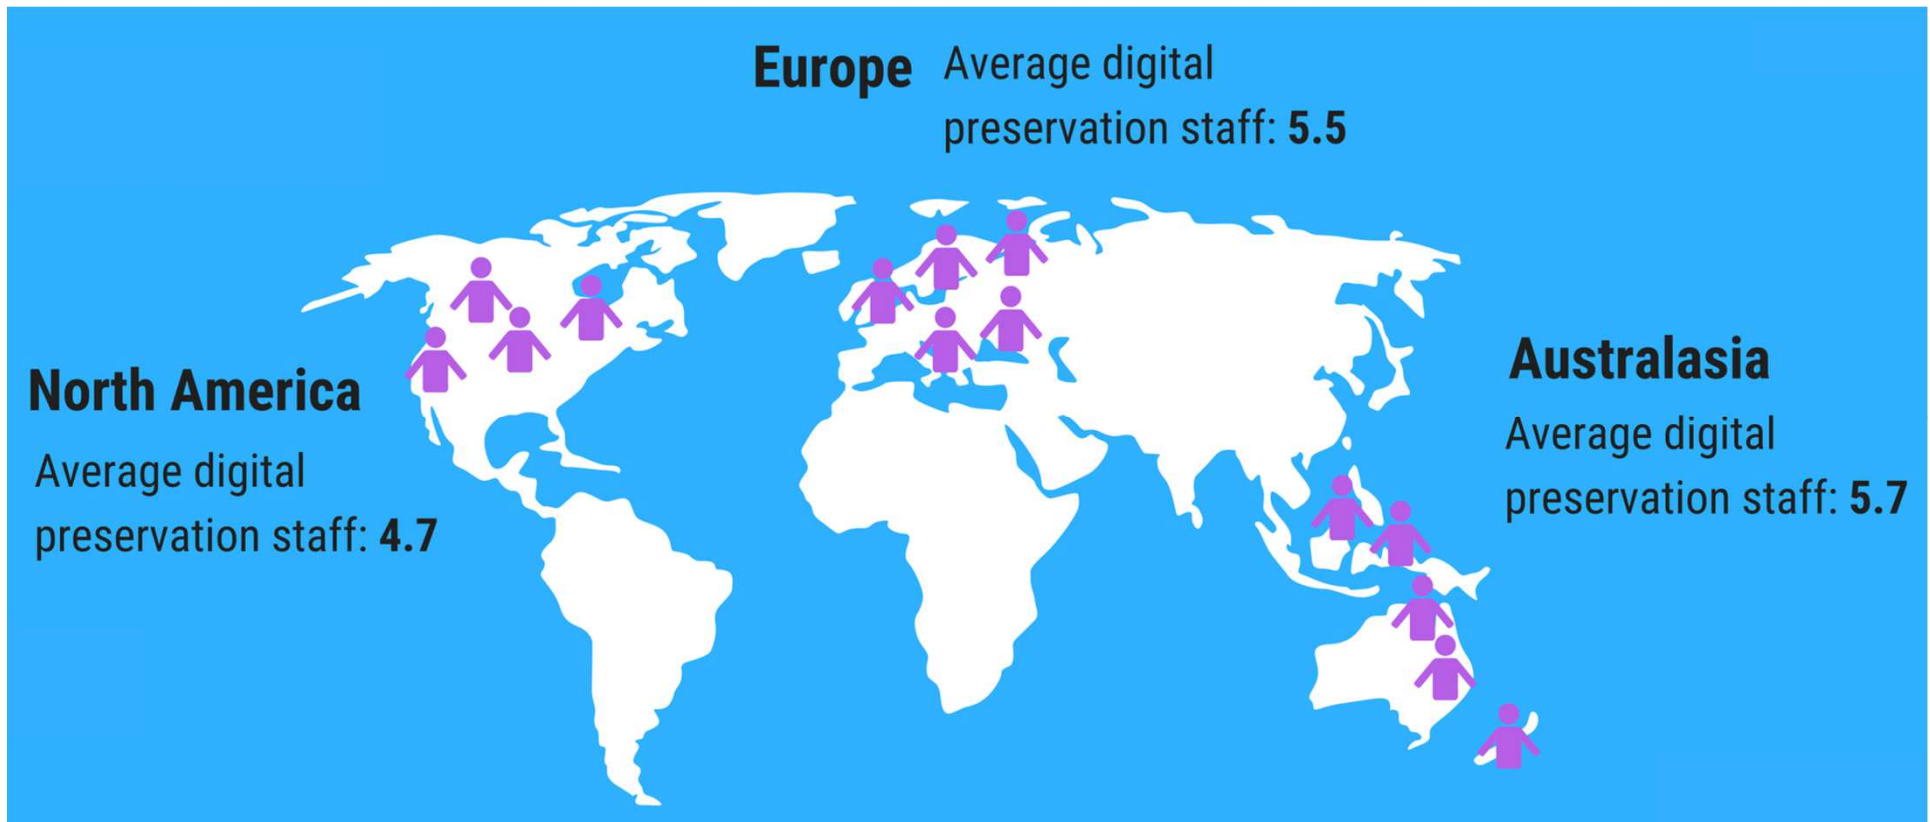 Europe
Average digital
preservation staff: 5.5
North America
Average digital
preservation staff: 4.7
Australasia
Average digital
preservation staff: 5.7